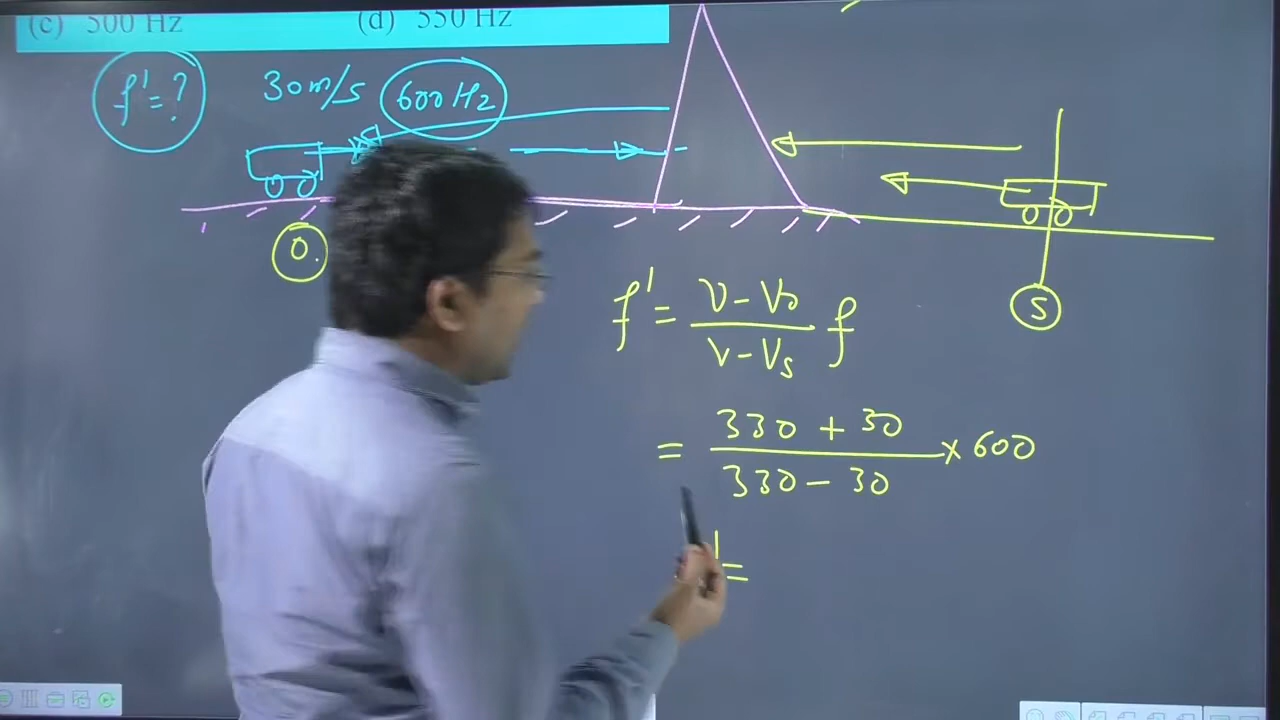 (c) 500 Hz (d) 550 Hz
f' = ? 30 m/s 600 Hz
O.
S
f' = v - v₀ / v - vₛ f
= 330 + 30 / 330 - 30 × 600
' =